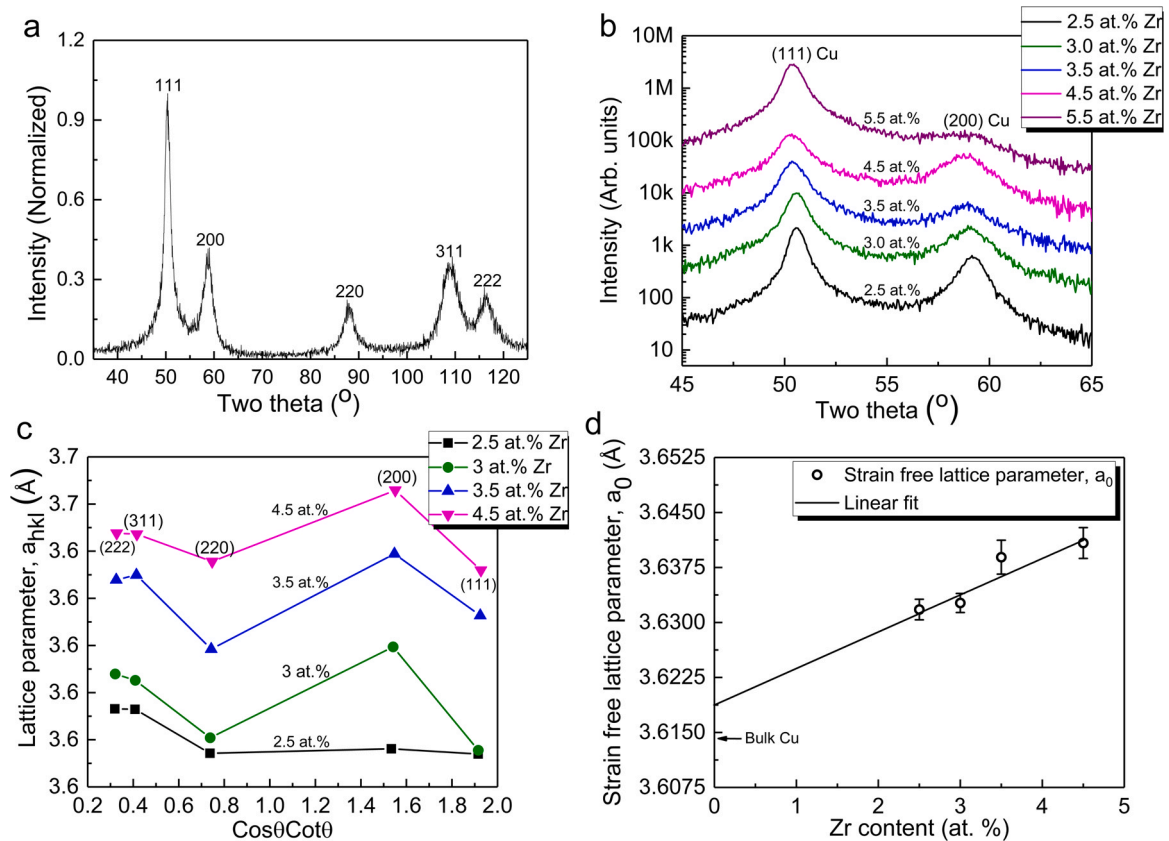 a
1.2
0.9
0.6
0.3
0.0
Intensity (Normalized)
111
200
220
311
222
40 50 60 70 80 90 100 110 120
Two theta (O)
b
2.5 at.% Zr
3.0 at.% Zr
3.5 at.% Zr
4.5 at.% Zr
5.5 at.% Zr
10M
1M
100k
10k
1k
100
10
Intensity (Arb. units)
(111) Cu
(200) Cu
5.5 at.%
4.5 at.%
3.5 at.%
3.0 at.%
2.5 at.%
45 50 55 60 65
Two theta (O)
c
2.5 at.% Zr
3 at.% Zr
3.5 at.% Zr
4.5 at.% Zr
3.7
3.7
3.6
3.6
3.6
3.6
3.6
3.6
Lattice parameter, ahkl (Å)
(200)
(311)
(222)
(220)
(111)
4.5 at.%
3.5 at.%
3 at.%
2.5 at.%
0.2 0.4 0.6 0.8 1.0 1.2 1.4 1.6 1.8 2.0
CosθCotθ
d
Strain free lattice parameter, a0
Linear fit
3.6525
3.6450
3.6375
3.6300
3.6225
3.6150
3.6075
Strain free lattice parameter, a0 (Å)
Bulk Cu
0 1 2 3 4 5
Zr content (at. %)